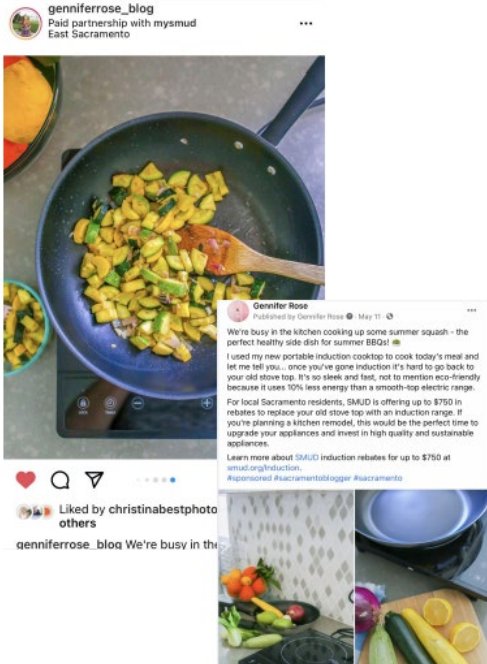 genniferrose_blog
Paid partnership with mysmud
East Sacramento
Gennifer Rose
Published by Gennifer Rose · May 11 ·
We're busy in the kitchen cooking up some summer squash - the
perfect healthy side dish for summer BBQs!
I used my new portable induction cooktop to cook today's meal and
let me tell you... once you've gone induction it's hard to go back to
your old stove top. It's so sleek and fast, not to mention eco-friendly
because it uses 10% less energy than a smooth-top electric range.
For local Sacramento residents, SMUD is offering up to $750 in
rebates to replace your old stove top with an induction range. If
you're planning a kitchen remodel, this would be the perfect time to
upgrade your appliances and invest in high quality and sustainable
appliances.
Learn more about SMUD induction rebates for up to $750 at
smud.org/Induction.
#sponsored #sacramentoblogger #sacramento
Liked by christinabestphoto
others
genniferrose_blog We're busy in the